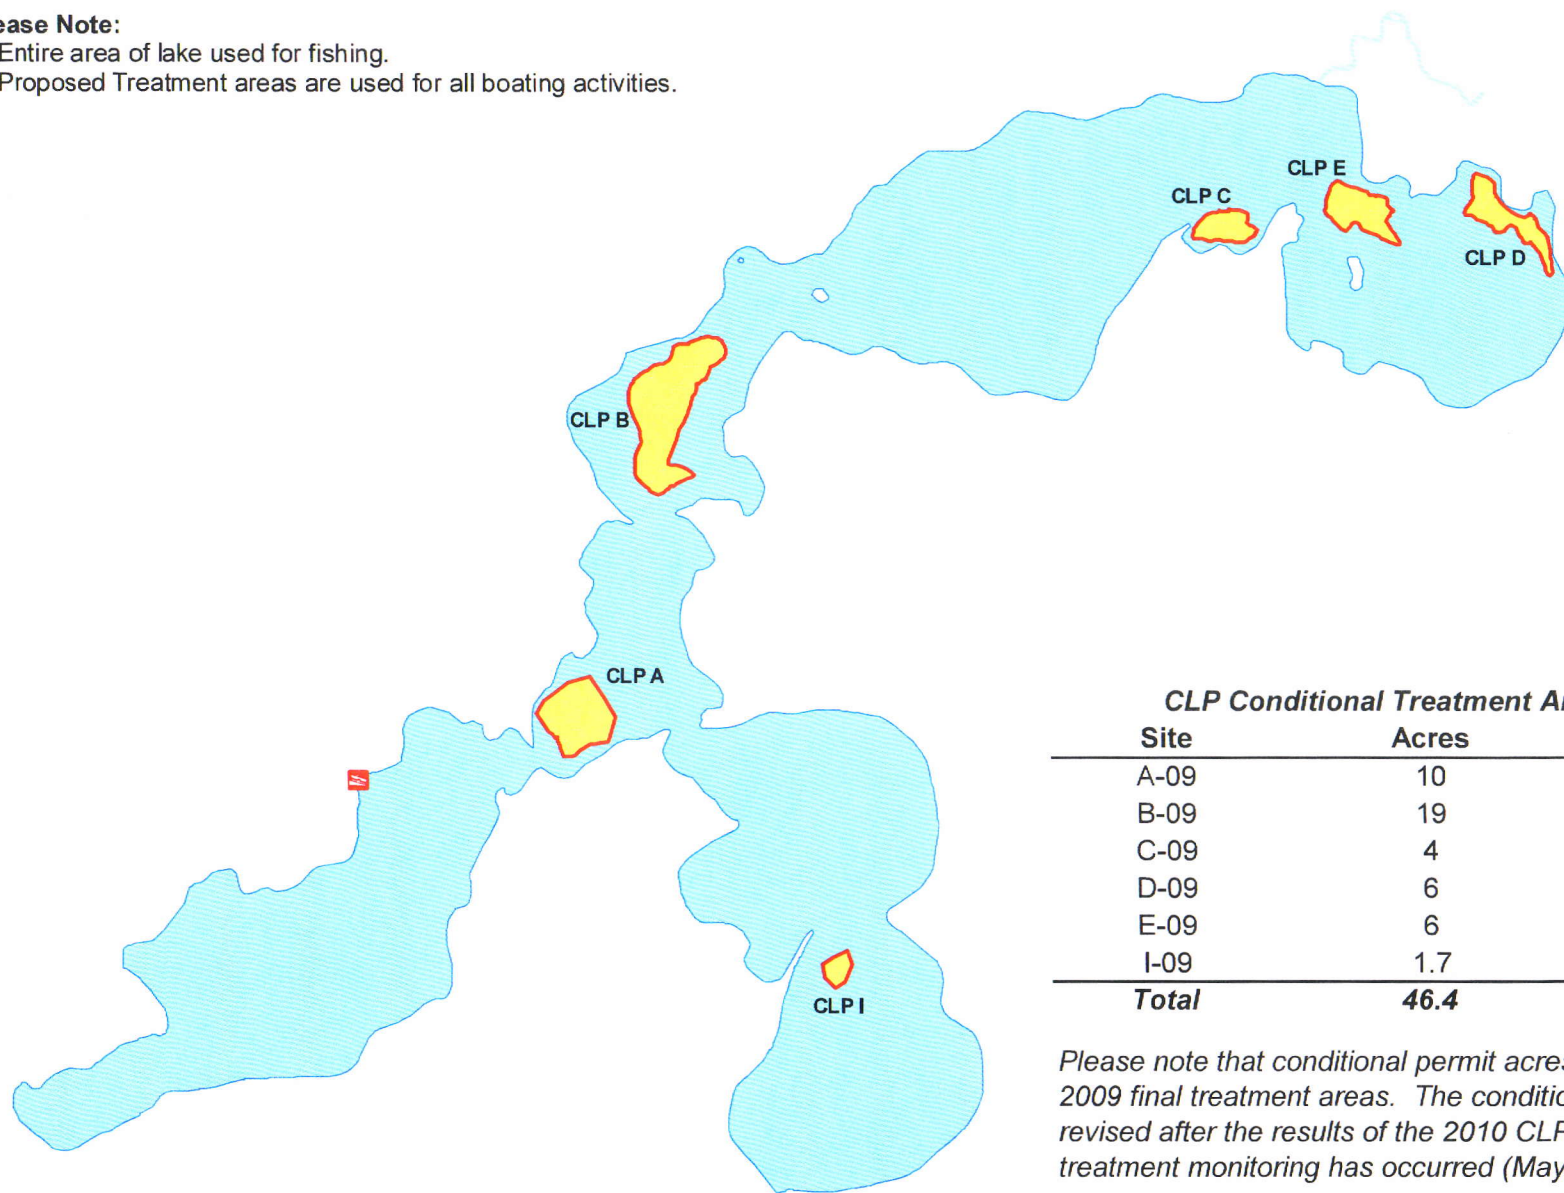 ease Note:
Entire area of lake used for fishing.
Proposed Treatment areas are used for all boating activities.
CLP E
CLP C
CLP D
CLP B
CLP A
CLP I
CLP Conditional Treatment A
Site Acres
A-09 10
B-09 19
C-09 4
D-09 6
E-09 6
I-09 1.7
Total 46.4
Please note that conditional permit acres
2009 final treatment areas. The conditio
revised after the results of the 2010 CLP
treatment monitoring has occurred (May